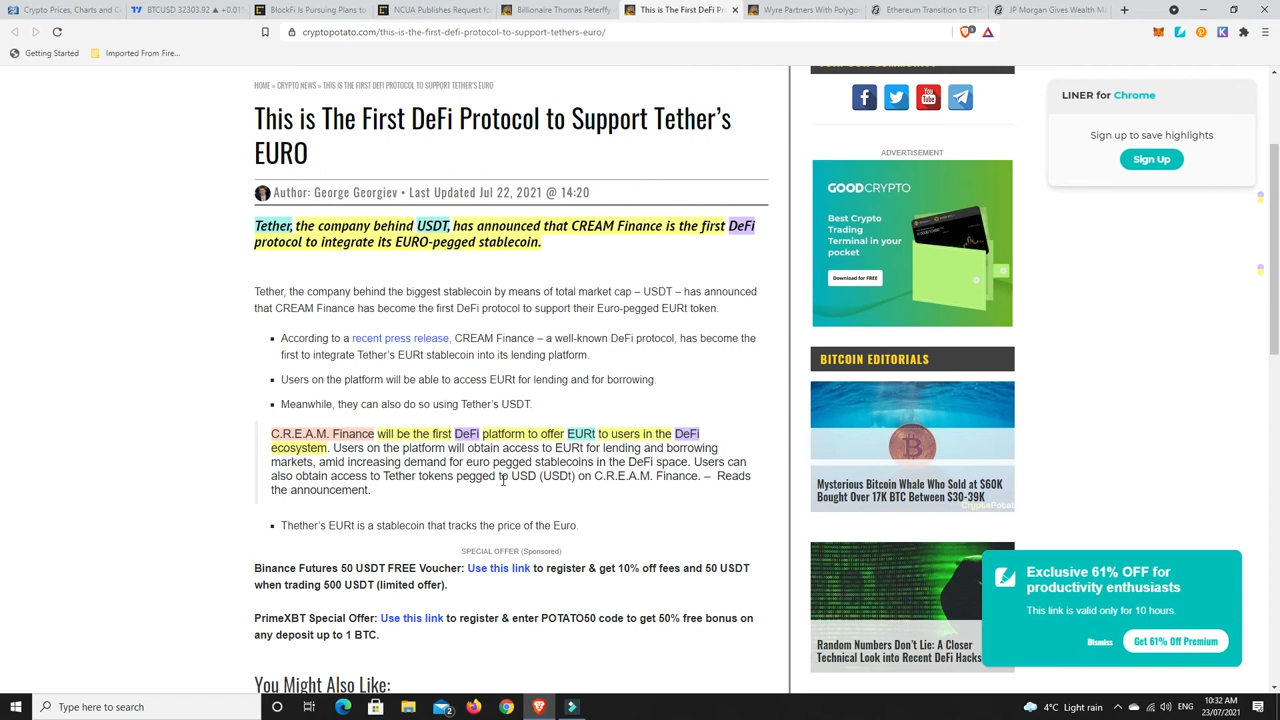 Crypto Prices, Charts and C
BTCUSD 32303.92 ▲ +0.01%
BlockFi Is Pursuing Plans to
NCUA Publishes Request for
Billionaire Thomas Peterffy
This is The First DeFi Pr
Wyre Partners With Polygon
Ethereum Transition to ETH
JP Morgan Gives Wealth Ma
cryptopotato.com/this-is-the-first-defi-protocol-to-support-tethers-euro/
Getting Started
Imported From Fire...
HOME » CRYPTO NEWS » THIS IS THE FIRST DEFI PROTOCOL TO SUPPORT TETHER'S EURO
This is The First DeFi Protocol to Support Tether's
EURO
Author: George Georgiev • Last Updated Jul 22, 2021 @ 14:20
Tether, the company behind USDT, has announced that CREAM Finance is the first DeFi
protocol to integrate its EURO-pegged stablecoin.
Tether, the company behind the biggest stablecoin by means of total market cap – USDT – has announced
that CREAM Finance has become the first DeFi protocol to support their Euro-pegged EURt token.
According to a recent press release, CREAM Finance – a well-known DeFi protocol, has become the
first to integrate Tether's EURt stablecoin into its lending platform.
Users on the platform will be able to access EURt for lending and for borrowing.
Meanwhile, they can also do so using Tether's USDT.
C.R.E.A.M. Finance will be the first DeFi platform to offer EURt to users in the DeFi
ecosystem. Users on the platform will obtain access to EURt for lending and borrowing
markets, amid increasing demand for euro pegged stablecoins in the DeFi space. Users can
also obtain access to Tether tokens pegged to USD (USDt) on C.R.E.A.M. Finance. – Reads
the announcement.
Thether's EURt is a stablecoin that tracks the price of the Euro.
SPECIAL OFFER (Sponsored)
Binance Futures 50 USDT FREE Voucher: Use this link to register & get 10% off fees and 50 USDT
when trading 500 USDT (limited offer).
PrimeXBT Special Offer: Use this link to register & enter POTATO50 code to get 50% free bonus on
any deposit up to 1 BTC.
You Might Also Like:
ADVERTISEMENT
GOODCRYPTO
Best Crypto
Trading
Terminal in your
pocket
Download for FREE
BITCOIN EDITORIALS
Mysterious Bitcoin Whale Who Sold at $60K
Bought Over 17K BTC Between $30-39K
CryptoPotato
Random Numbers Don't Lie: A Closer
Technical Look into Recent DeFi Hacks
LINER for Chrome
Sign up to save highlights
Sign Up
Exclusive 61% OFF for
productivity enthusiasts
This link is valid only for 10 hours.
Dismiss
Get 61% Off Premium
Type here to search
2
4°C Light rain
ENG
10:32 AM
23/07/2021